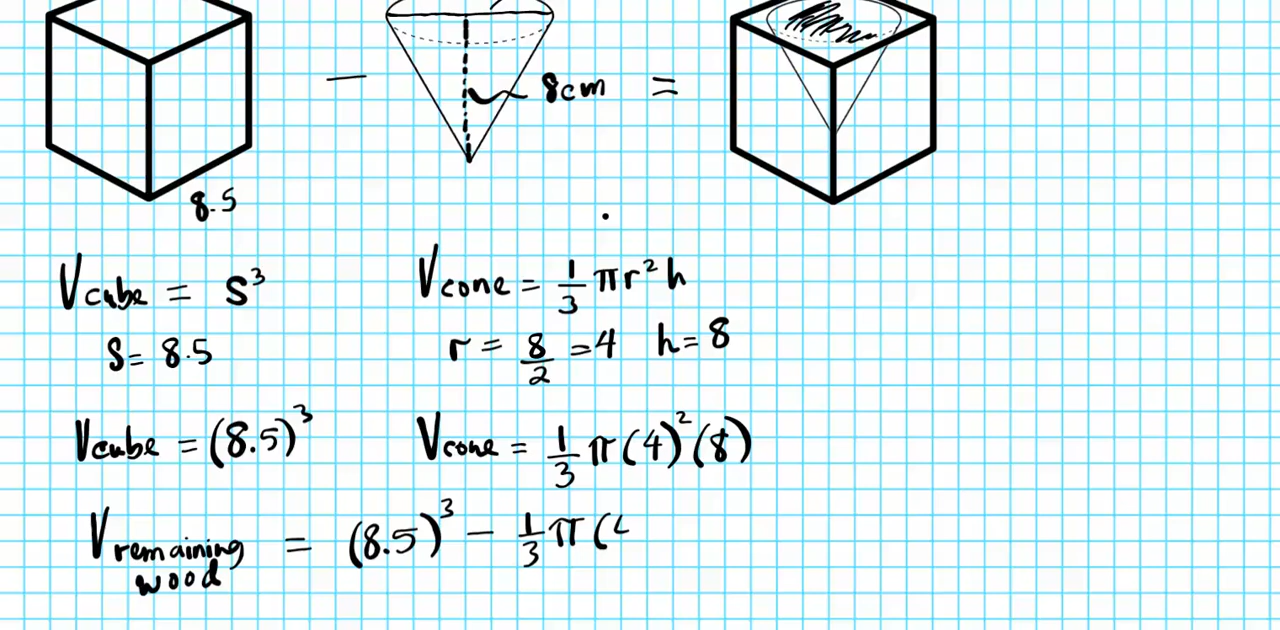 8cm
8.5
Vcube = s³ Vcone = 1/3 πr²h
s = 8.5 r = 8/2 = 4 h = 8
Vcube = (8.5)³ Vcone = 1/3 π(4)²(8)
Vremaining wood = (8.5)³ − 1/3 π (